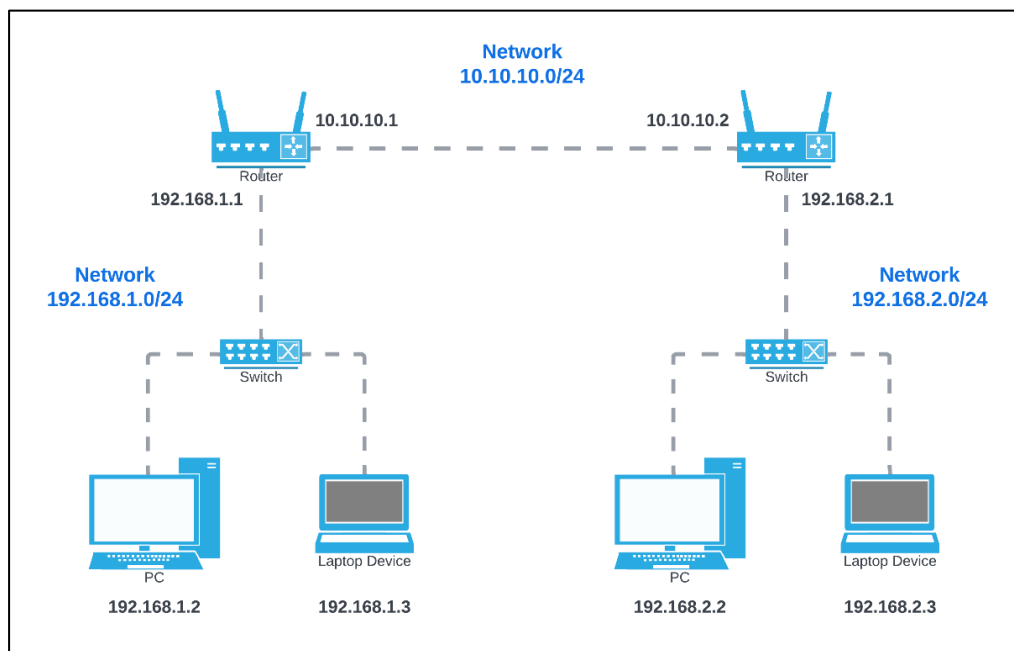 Network
10.10.10.0/24
10.10.10.1
10.10.10.2
Router
Router
192.168.1.1
192.168.2.1
Network
192.168.1.0/24
Network
192.168.2.0/24
Switch
Switch
PC
Laptop Device
PC
Laptop Device
192.168.1.2
192.168.1.3
192.168.2.2
192.168.2.3